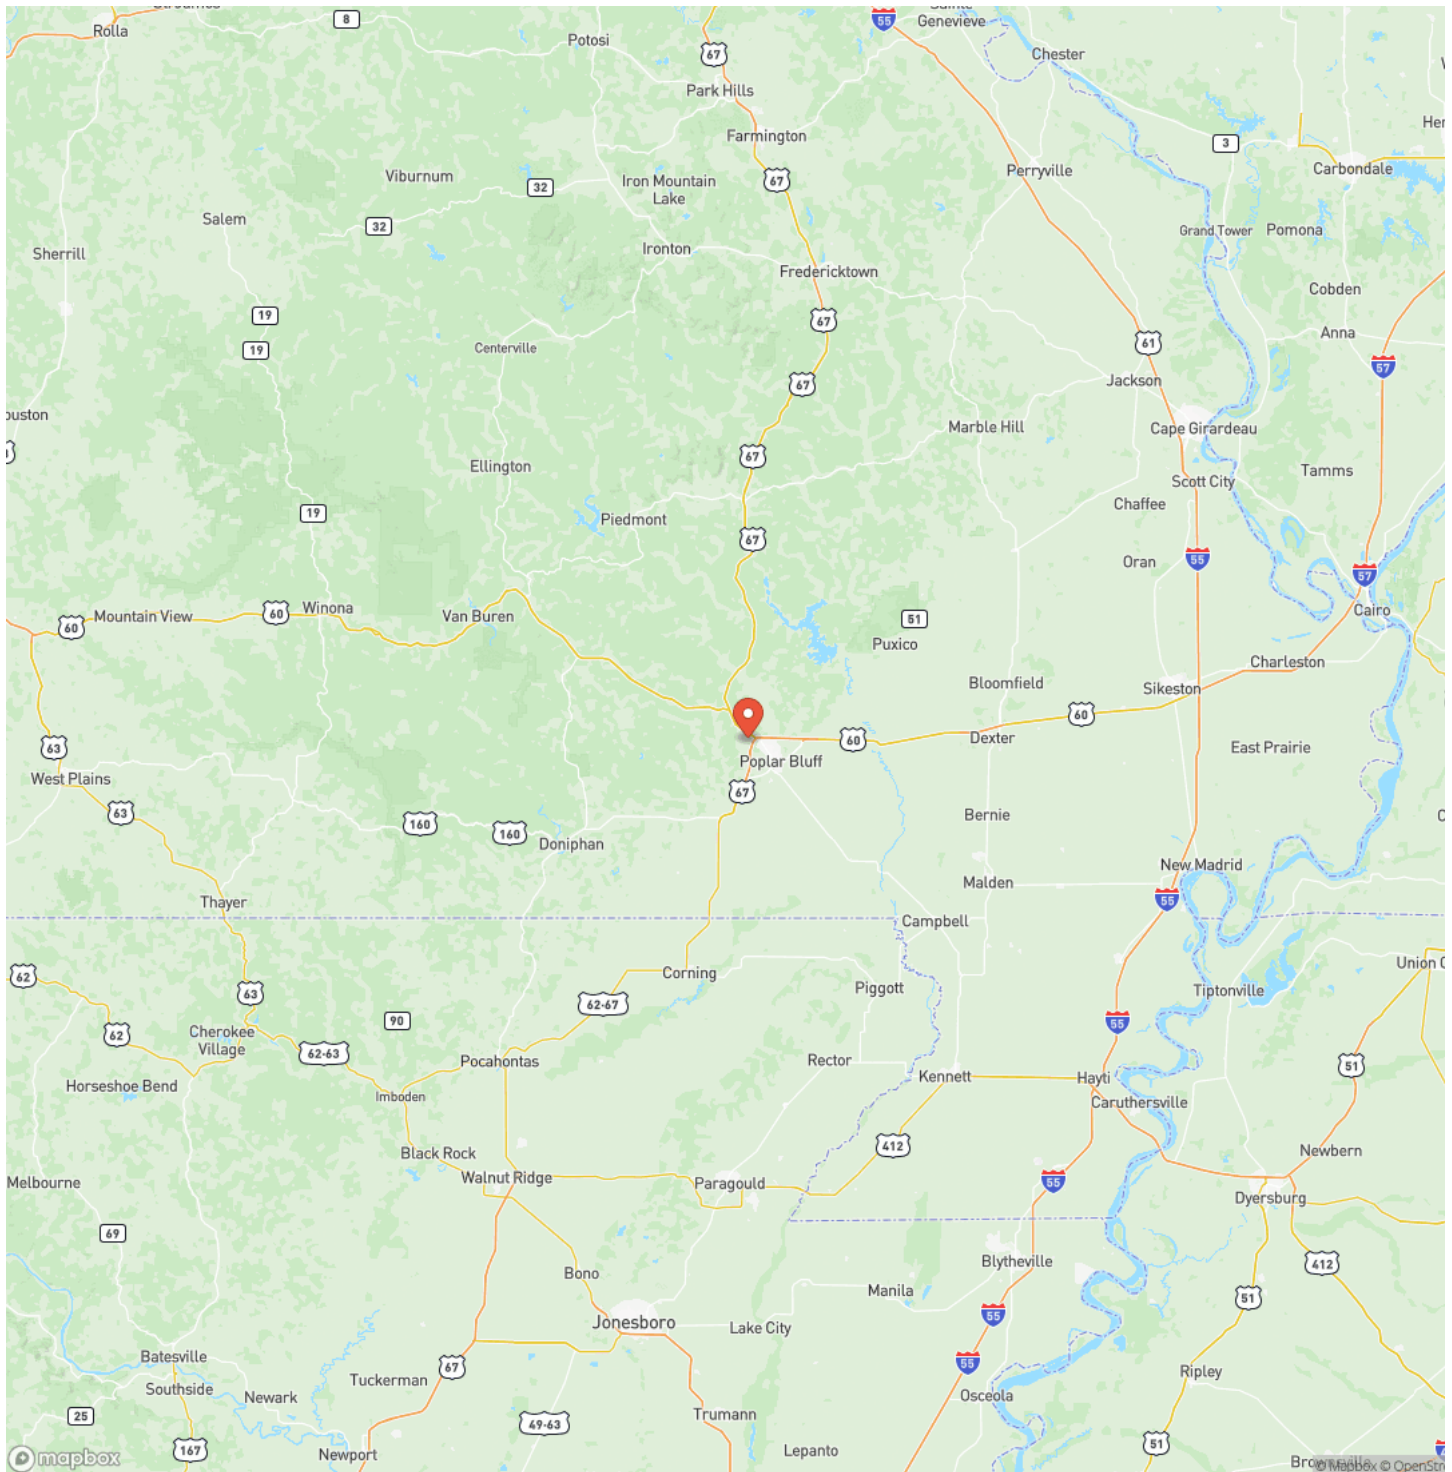 55
Genevieve
8
Rolla
Potosi
Chester
67
Park Hills
Farmington
3
Carbondale
Perryville
Viburnum
Iron Mountain
Lake
67
32
Salem
32
Grand Tower
Pomona
Sherrill
Ironton
Fredericktown
Cobden
19
67
Anna
19
Centerville
61
57
Jackson
67
Marble Hill
Cape Girardeau
67
Ellington
Tamms
Scott City
19
Piedmont
Chaffee
67
55
Oran
57
Mountain View
60
Winona
Van Buren
51
Cairo
60
Puxico
Charleston
Bloomfield
Sikeston
60
60
Dexter
East Prairie
63
Poplar Bluff
West Plains
67
63
160
160
Doniphan
Bernie
New Madrid
Malden
Thayer
55
Campbell
62
Corning
63
62-67
Piggott
Tiptonville
90
55
62
Cherokee
Village
62-63
Pocahontas
Rector
51
Horseshoe Bend
Imboden
Kennett
Hayti
Caruthersville
Black Rock
412
Newbern
Melbourne
Walnut Ridge
Paragould
55
Dyersburg
69
Bono
Blytheville
412
Manila
51
Jonesboro
Lake City
55
Batesville
67
55
Southside
Tuckerman
Newark
Osceola
Ripley
25
49-63
Trumann
167
Newport
Lepanto
51
mapbox
© Mapbox © OpenStre